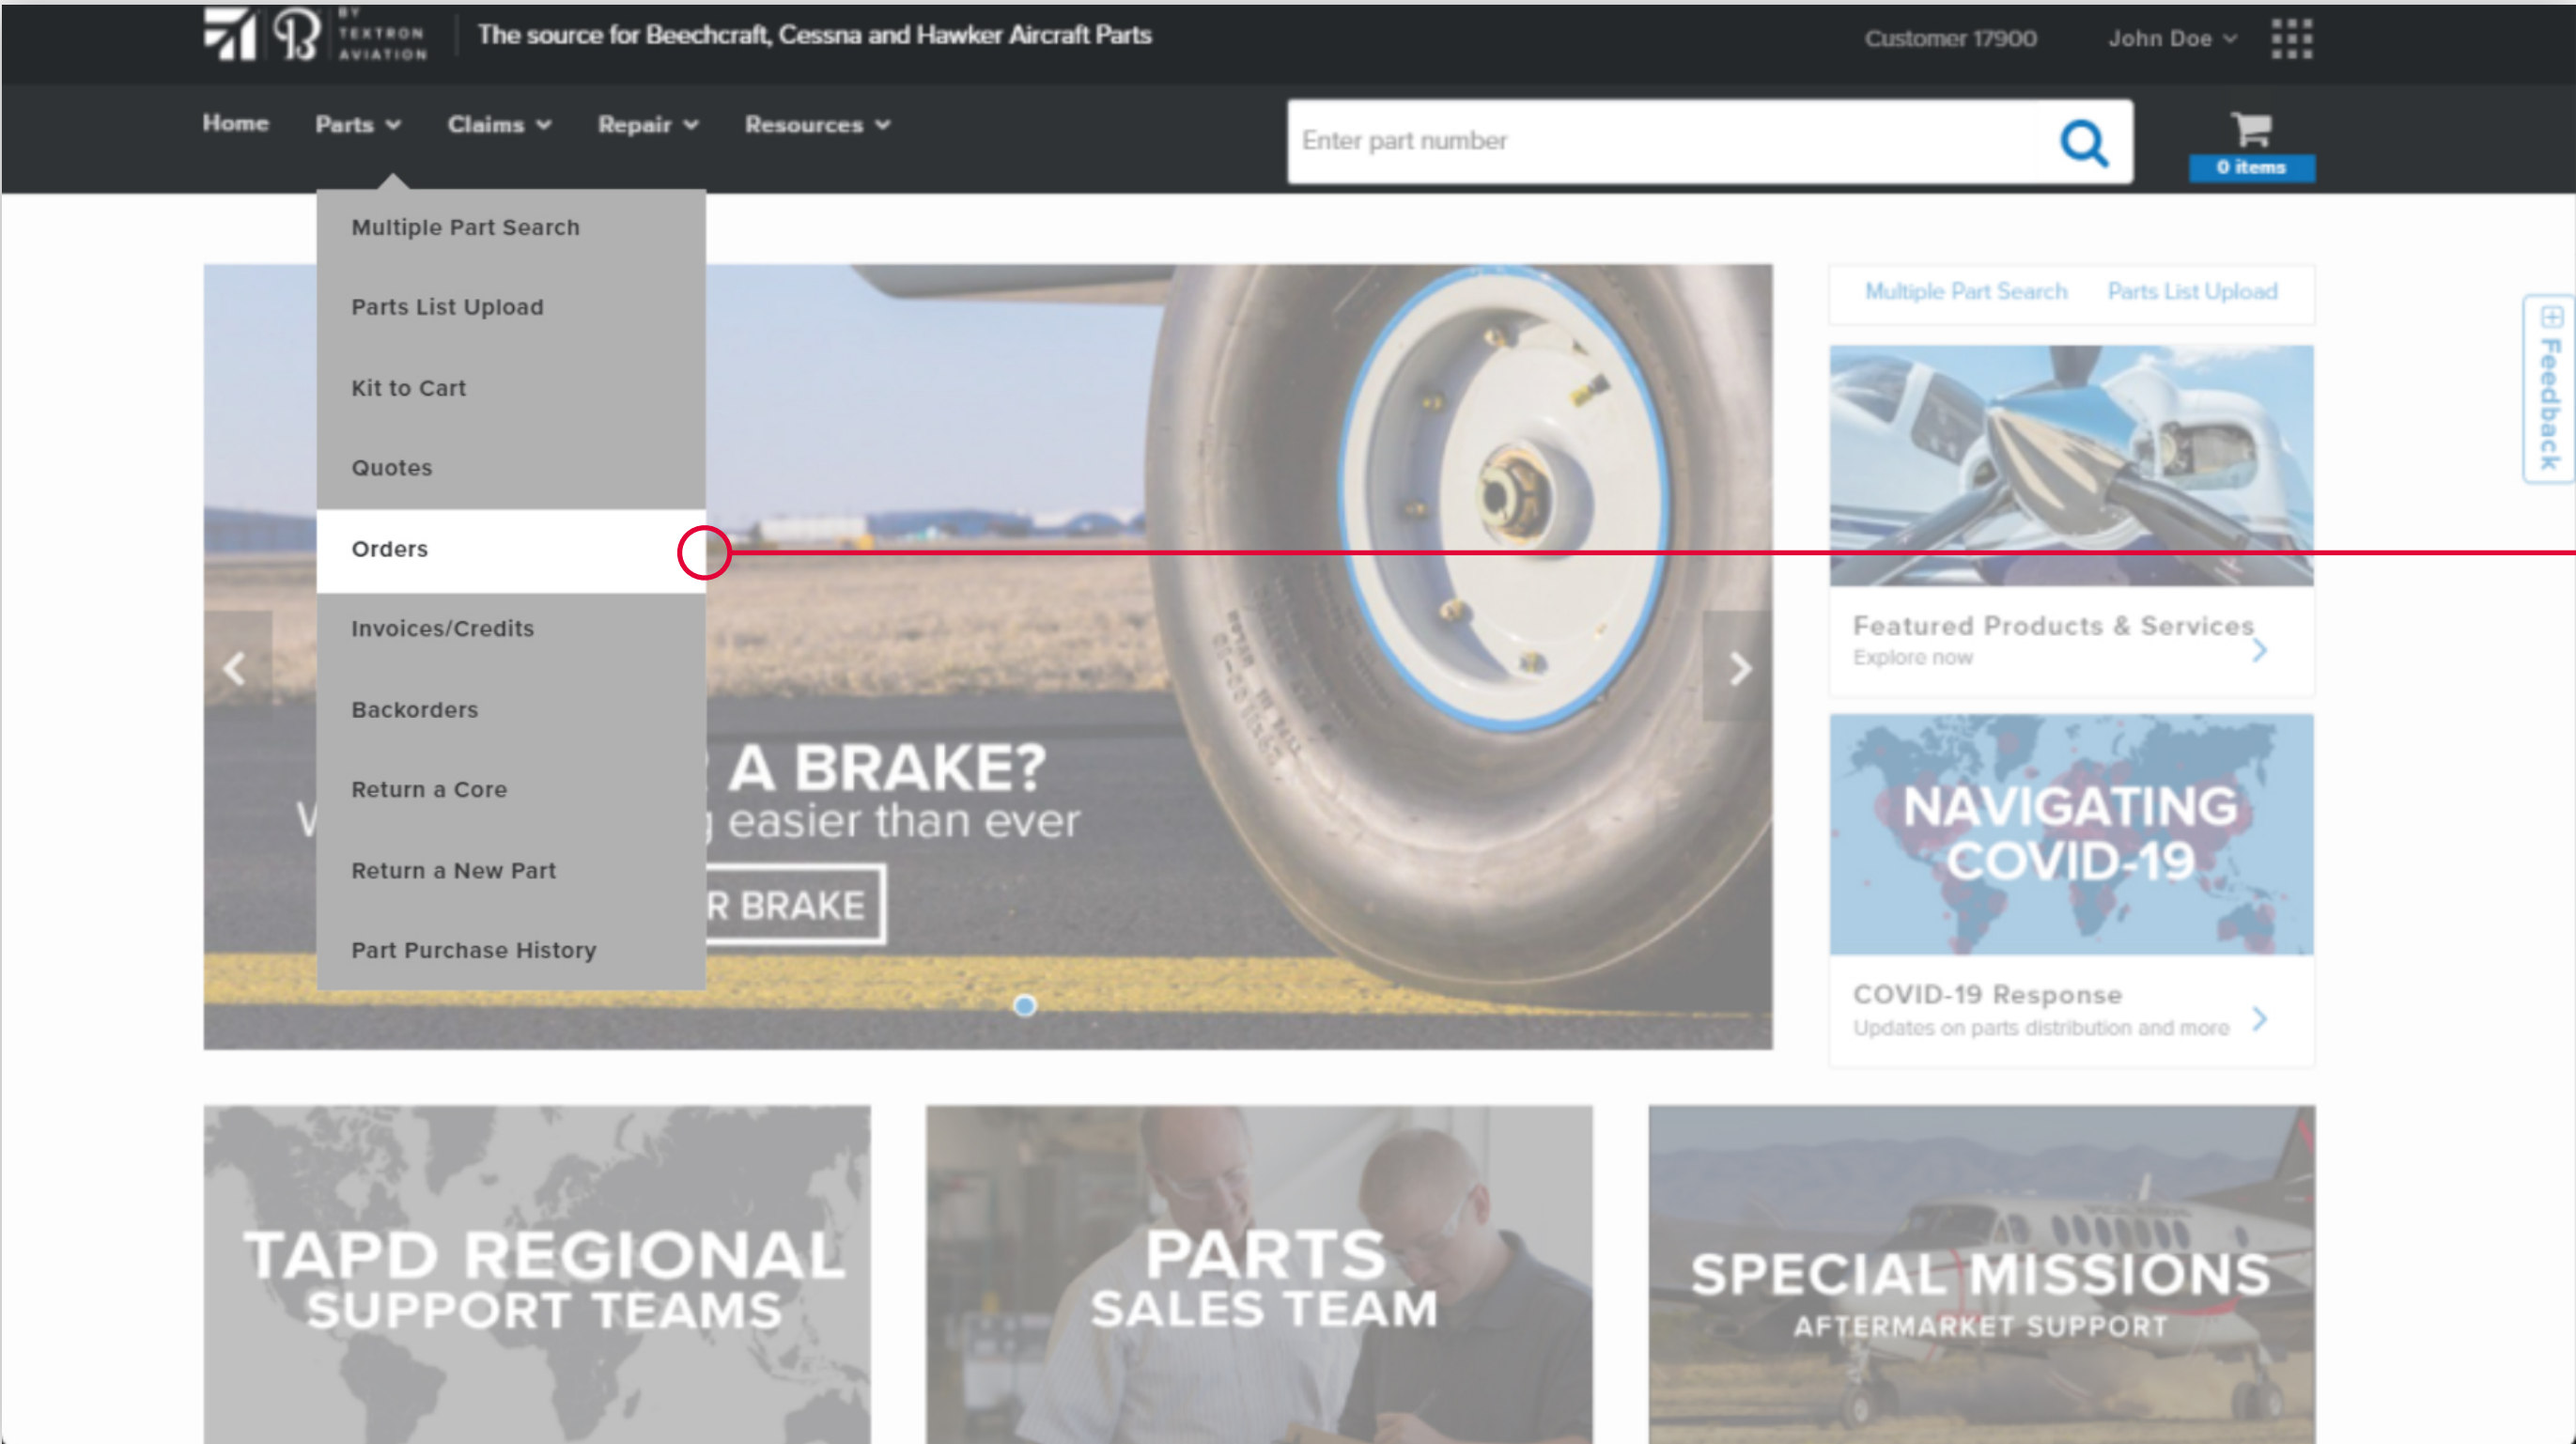 BY
TEXTRON
AVIATION
The source for Beechcraft, Cessna and Hawker Aircraft Parts
Customer 17900
John Doe
Home
Parts
Claims
Repair
Resources
Enter part number
0 items
Multiple Part Search
Parts List Upload
Kit to Cart
Quotes
Orders
Invoices/Credits
Backorders
Return a Core
Return a New Part
Part Purchase History
A BRAKE?
easier than ever
R BRAKE
Multiple Part Search
Parts List Upload
Feedback
Featured Products & Services
Explore now
NAVIGATING
COVID-19
COVID-19 Response
Updates on parts distribution and more
TAPD REGIONAL
SUPPORT TEAMS
PARTS
SALES TEAM
SPECIAL MISSIONS
AFTERMARKET SUPPORT